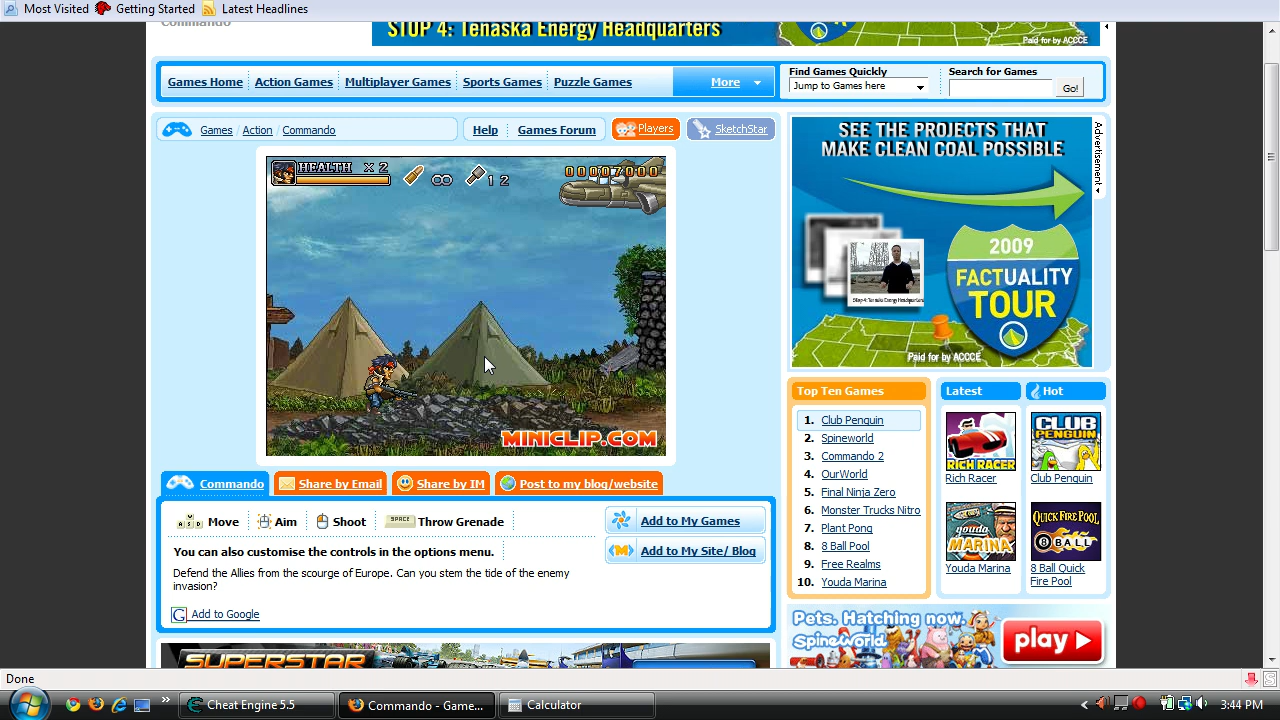 Most Visited Getting Started Latest Headlines
Commando
STOP 4: Tenaska Energy Headquarters
Paid for by ACCCE
Games Home Action Games Multiplayer Games Sports Games Puzzle Games More
Find Games Quickly
Jump to Games here
Search for Games
Go!
Games / Action / Commando
Help Games Forum Players SketchStar
HEALTH x 2 ∞ 12 00007000
MINICLIP.COM
Advertisement
SEE THE PROJECTS THAT
MAKE CLEAN COAL POSSIBLE
Stop 4: Tenaska Energy Headquarters
2009
FACTUALITY
TOUR
Paid for by ACCCE
Commando Share by Email Share by IM Post to my blog/website
W
A S D Move Aim Shoot SPACE Throw Grenade
You can also customise the controls in the options menu.
Defend the Allies from the scourge of Europe. Can you stem the tide of the enemy
invasion?
G Add to Google
Add to My Games
Add to My Site/ Blog
Top Ten Games
1. Club Penguin
2. Spineworld
3. Commando 2
4. OurWorld
5. Final Ninja Zero
6. Monster Trucks Nitro
7. Plant Pong
8. 8 Ball Pool
9. Free Realms
10. Youda Marina
Latest
RICH RACER
Rich Racer
youda
MARINA
Youda Marina
Hot
CLUB
PENGUIN
Club Penguin
QUICK FIRE POOL
8 BALL
8 Ball Quick
Fire Pool
Pets. Hatching now.
SpineWorld
play
SUPERSTAR
Done
Cheat Engine 5.5 Commando - Game... Calculator 3:44 PM